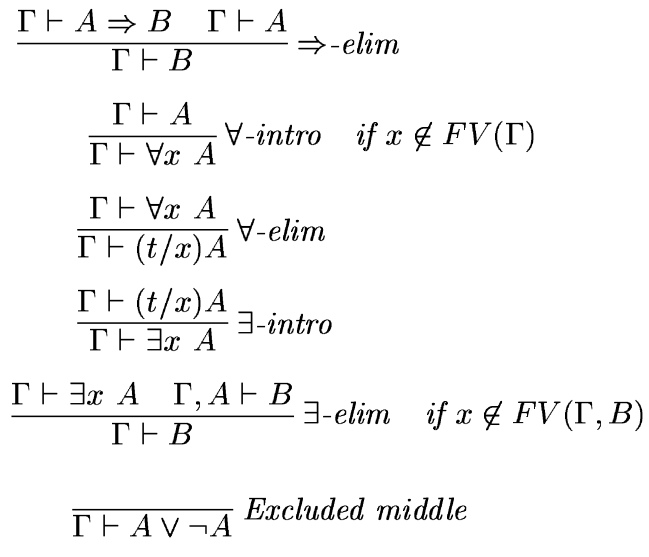 Γ ⊢ A ⇒ B Γ ⊢ A
Γ ⊢ B ⇒-elim
Γ ⊢ A
Γ ⊢ ∀x A ∀-intro if x ∉ FV(Γ)
Γ ⊢ ∀x A
Γ ⊢ (t/x)A ∀-elim
Γ ⊢ (t/x)A
Γ ⊢ ∃x A ∃-intro
Γ ⊢ ∃x A Γ, A ⊢ B
Γ ⊢ B ∃-elim if x ∉ FV(Γ, B)
Γ ⊢ A ∨ ¬A Excluded middle